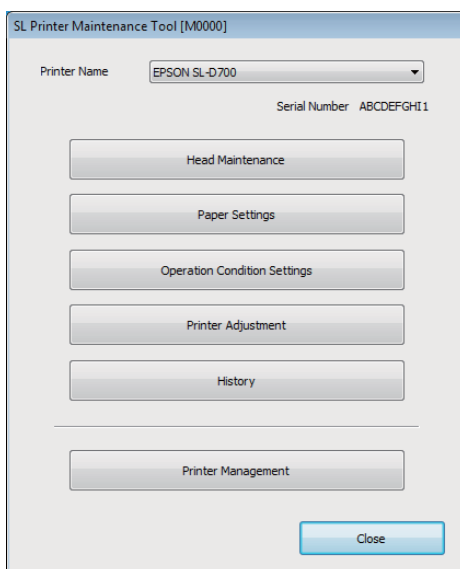 SL Printer Maintenance Tool [M0000]
Printer Name EPSON SL-D700
Serial Number ABCDEFGHI1
Head Maintenance
Paper Settings
Operation Condition Settings
Printer Adjustment
History
Printer Management
Close